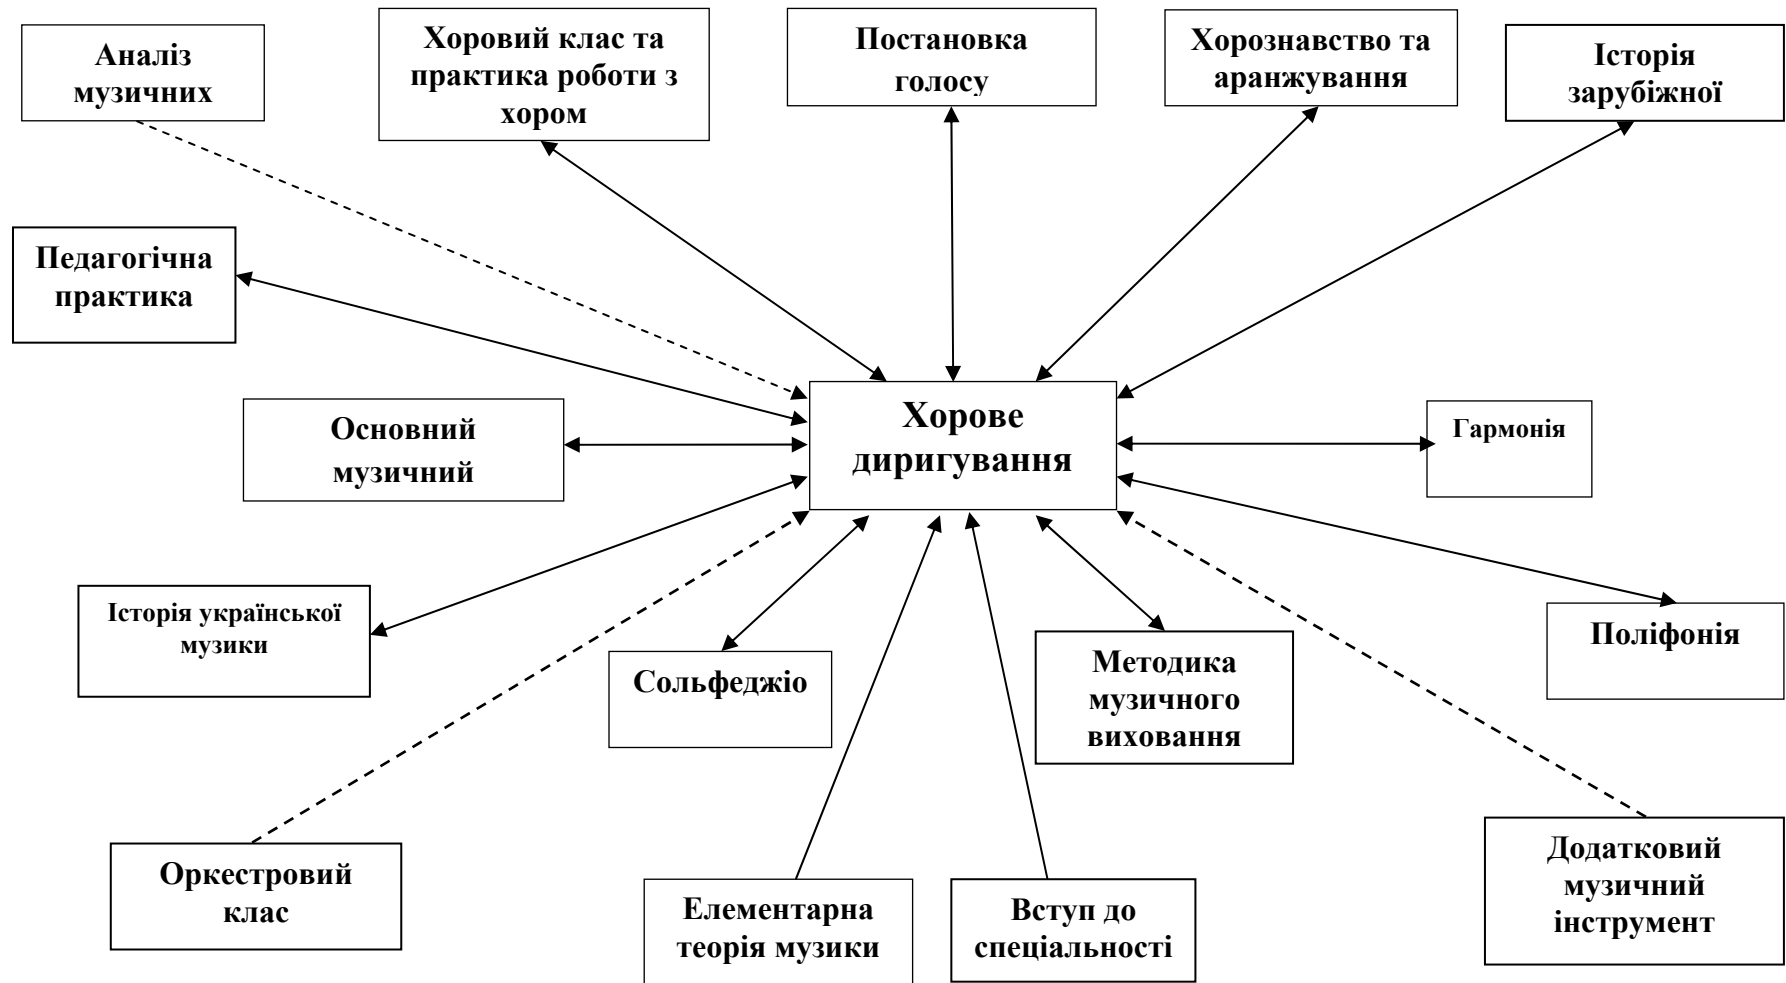 Аналіз
музичних
Хоровий клас та
практика роботи з
хором
Постановка
голосу
Хорознавство та
аранжування
Історія
зарубіжної
Педагогічна
практика
Основний
музичний
Хорове
диригування
Гармонія
Історія української
музики
Сольфеджіо
Методика
музичного
виховання
Поліфонія
Оркестровий
клас
Елементарна
теорія музики
Вступ до
спеціальності
Додатковий
музичний
інструмент